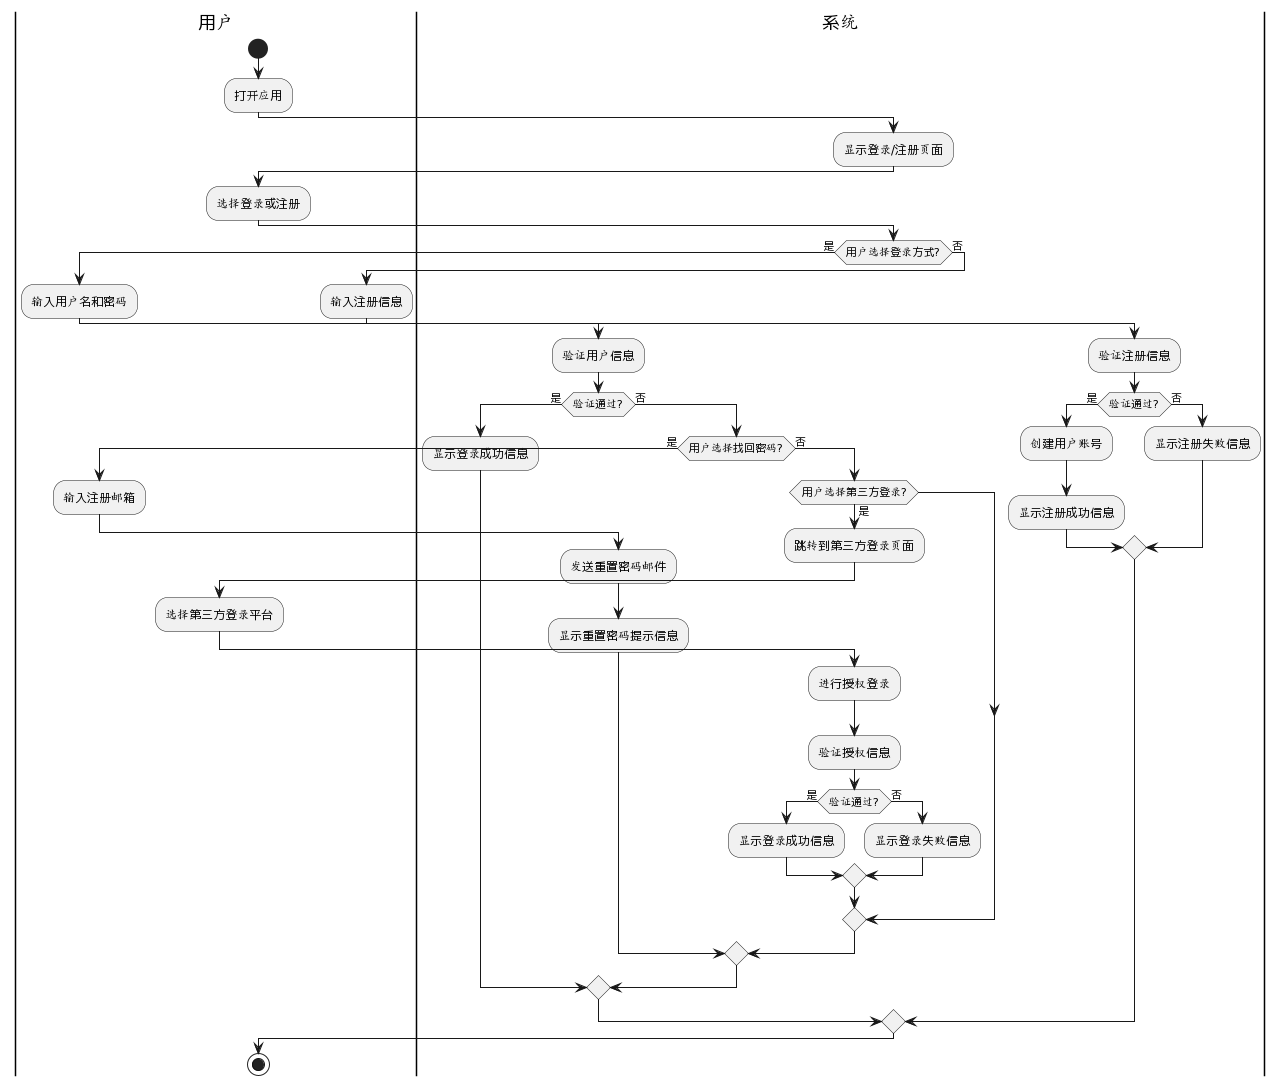 用户
系统
打开应用
显示登录/注册页面
选择登录或注册
是
用户选择登录方式?
否
输入用户名和密码
输入注册信息
验证用户信息
验证注册信息
是
验证通过?
否
是
验证通过?
否
显示登录成功信息
是
用户选择找回密码?
否
创建用户账号
显示注册失败信息
输入注册邮箱
用户选择第三方登录?
是
显示注册成功信息
跳转到第三方登录页面
发送重置密码邮件
选择第三方登录平台
显示重置密码提示信息
进行授权登录
验证授权信息
是
验证通过?
否
显示登录成功信息
显示登录失败信息